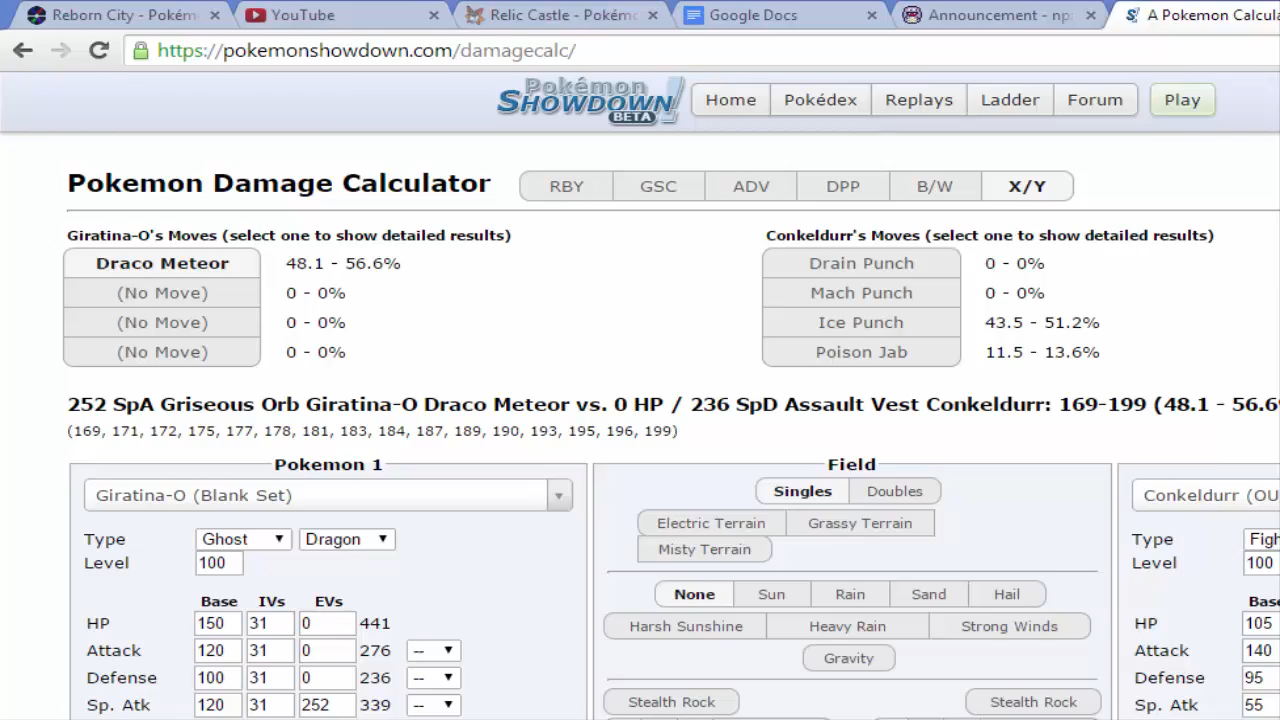 Reborn City - Pokém × YouTube × Relic Castle - Pokém × Google Docs × Announcement - np × A Pokemon Calcula
https://pokemonshowdown.com/damagecalc/
Pokémon SHOWDOWN! BETA Home Pokédex Replays Ladder Forum Play
Pokemon Damage Calculator RBY GSC ADV DPP B/W X/Y
Giratina-O's Moves (select one to show detailed results) Conkeldurr's Moves (select one to show detailed results)
Draco Meteor 48.1 - 56.6% Drain Punch 0 - 0%
(No Move) 0 - 0% Mach Punch 0 - 0%
(No Move) 0 - 0% Ice Punch 43.5 - 51.2%
(No Move) 0 - 0% Poison Jab 11.5 - 13.6%
252 SpA Griseous Orb Giratina-O Draco Meteor vs. 0 HP / 236 SpD Assault Vest Conkeldurr: 169-199 (48.1 - 56.6
(169, 171, 172, 175, 177, 178, 181, 183, 184, 187, 189, 190, 193, 195, 196, 199)
Pokemon 1
Giratina-O (Blank Set)
Type Ghost Dragon
Level 100
Base IVs EVs
HP 150 31 0 441
Attack 120 31 0 276 --
Defense 100 31 0 236 --
Sp. Atk 120 31 252 339 --
Field
Singles Doubles
Electric Terrain Grassy Terrain
Misty Terrain
None Sun Rain Sand Hail
Harsh Sunshine Heavy Rain Strong Winds
Gravity
Stealth Rock Stealth Rock
Conkeldurr (OU
Type Figh
Level 100
Base
HP 105
Attack 140
Defense 95
Sp. Atk 55